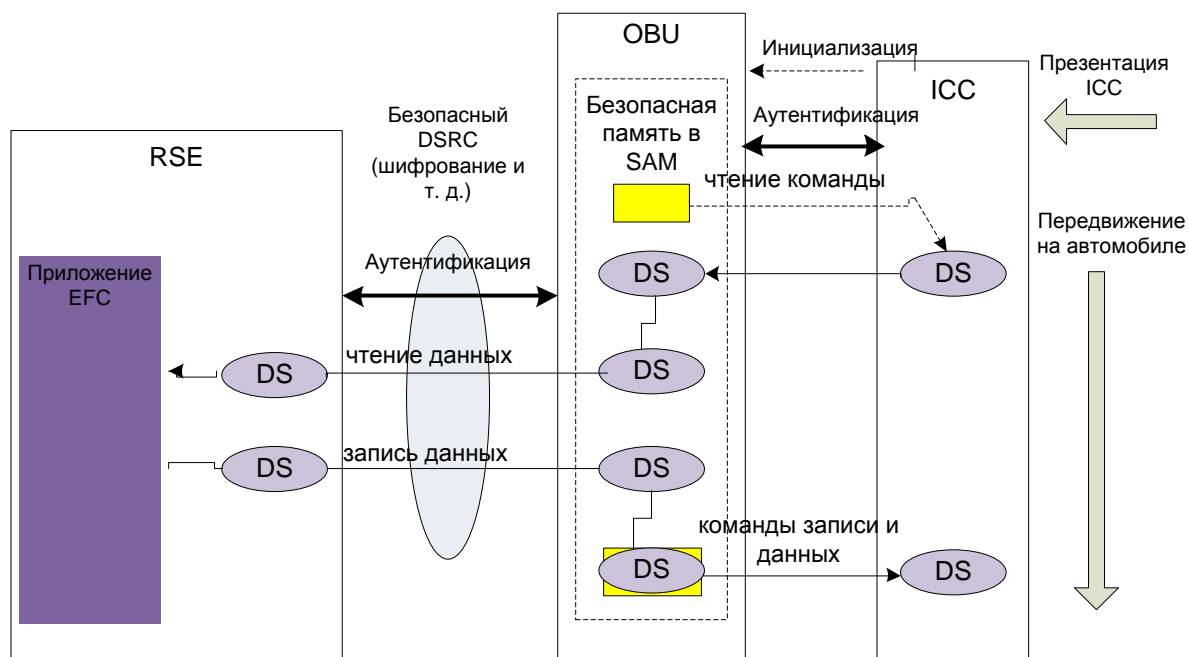 OBU
Инициализация
Презентация
ICC
ICC
Безопасный
DSRC
(шифрование и
т. д.)
Безопасная
память в
SAM
Аутентификация
RSE
чтение команды
Передвижение
на автомобиле
Приложение
EFC
Аутентификация
DS
DS
чтение данных
DS
DS
запись данных
DS
DS
команды записи и
данных
DS
DS